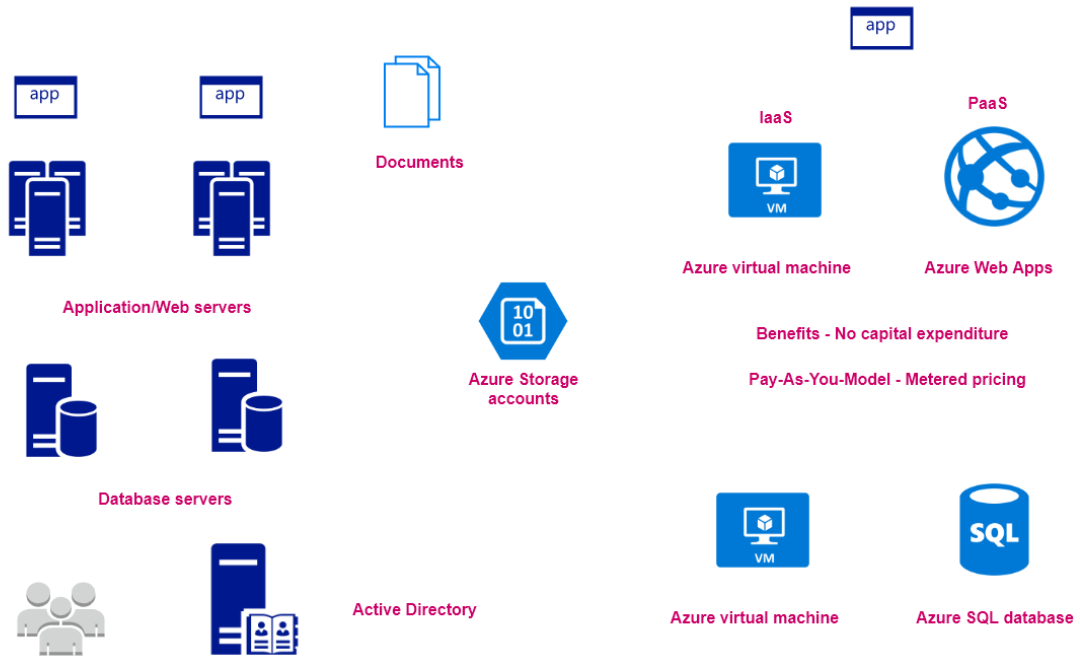 app
app
app
Documents
IaaS
PaaS
VM
Azure virtual machine
Azure Web Apps
Application/Web servers
10
01
Azure Storage
accounts
Benefits - No capital expenditure
Pay-As-You-Model - Metered pricing
Database servers
VM
SQL
Active Directory
Azure virtual machine
Azure SQL database